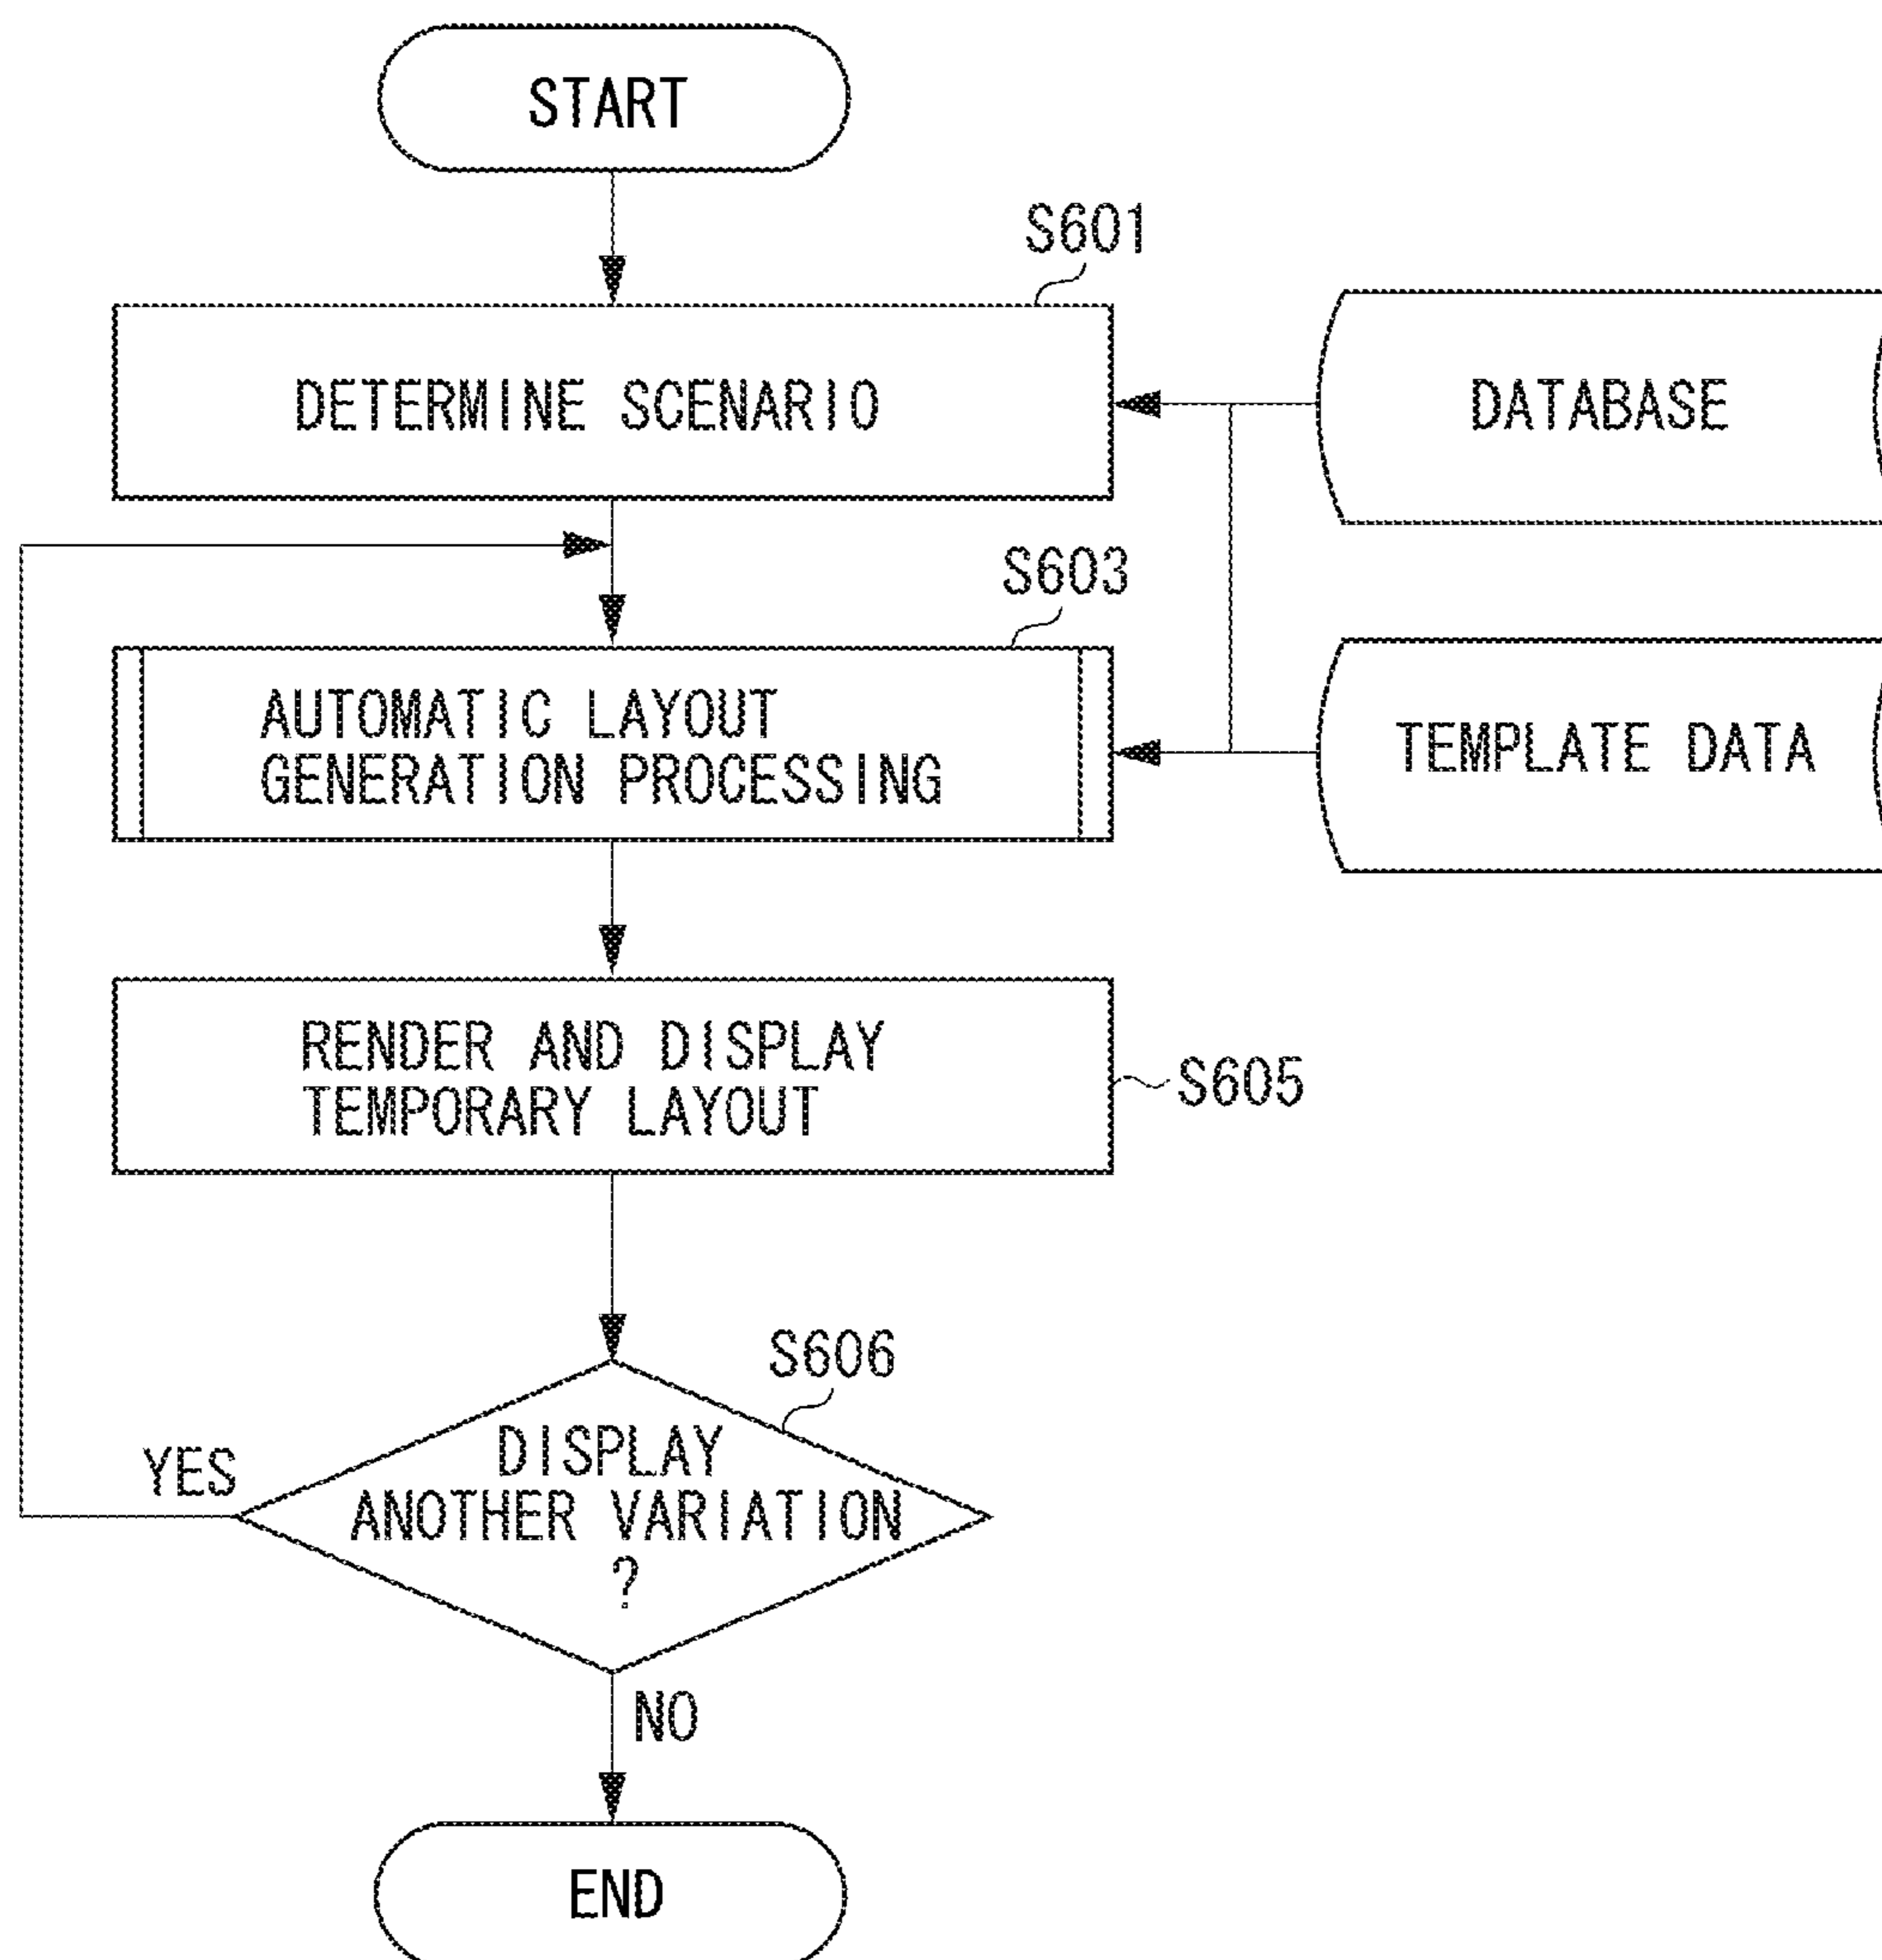 START
S601
DETERMINE SCENARIO
DATABASE
S603
AUTOMATIC LAYOUT
GENERATION PROCESSING
TEMPLATE DATA
RENDER AND DISPLAY
TEMPORARY LAYOUT
S605
S606
DISPLAY
ANOTHER VARIATION
?
YES
NO
END